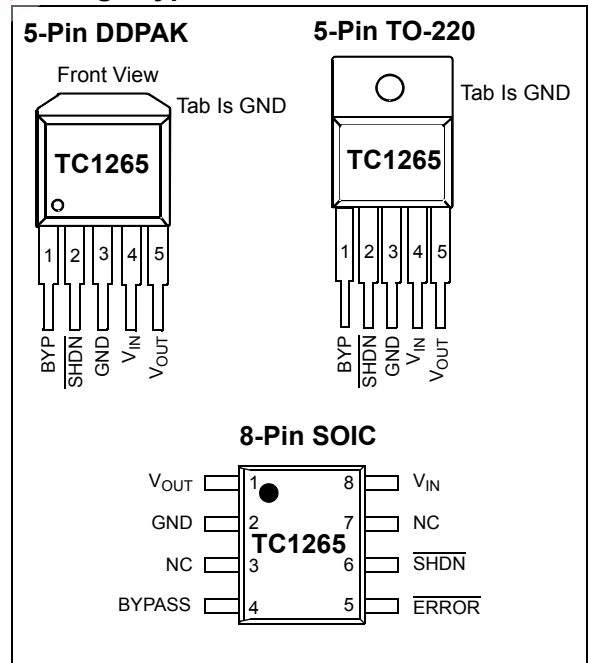 5-Pin DDPAK
Front View
Tab Is GND
TC1265
1 2 3 4 5
BYP
SHDN
GND
VIN
VOUT
5-Pin TO-220
Tab Is GND
TC1265
1 2 3 4 5
BYP
SHDN
GND
VIN
VOUT
8-Pin SOIC
VOUT 1 8 VIN
GND 2 7 NC
TC1265
NC 3 6 SHDN
BYPASS 4 5 ERROR